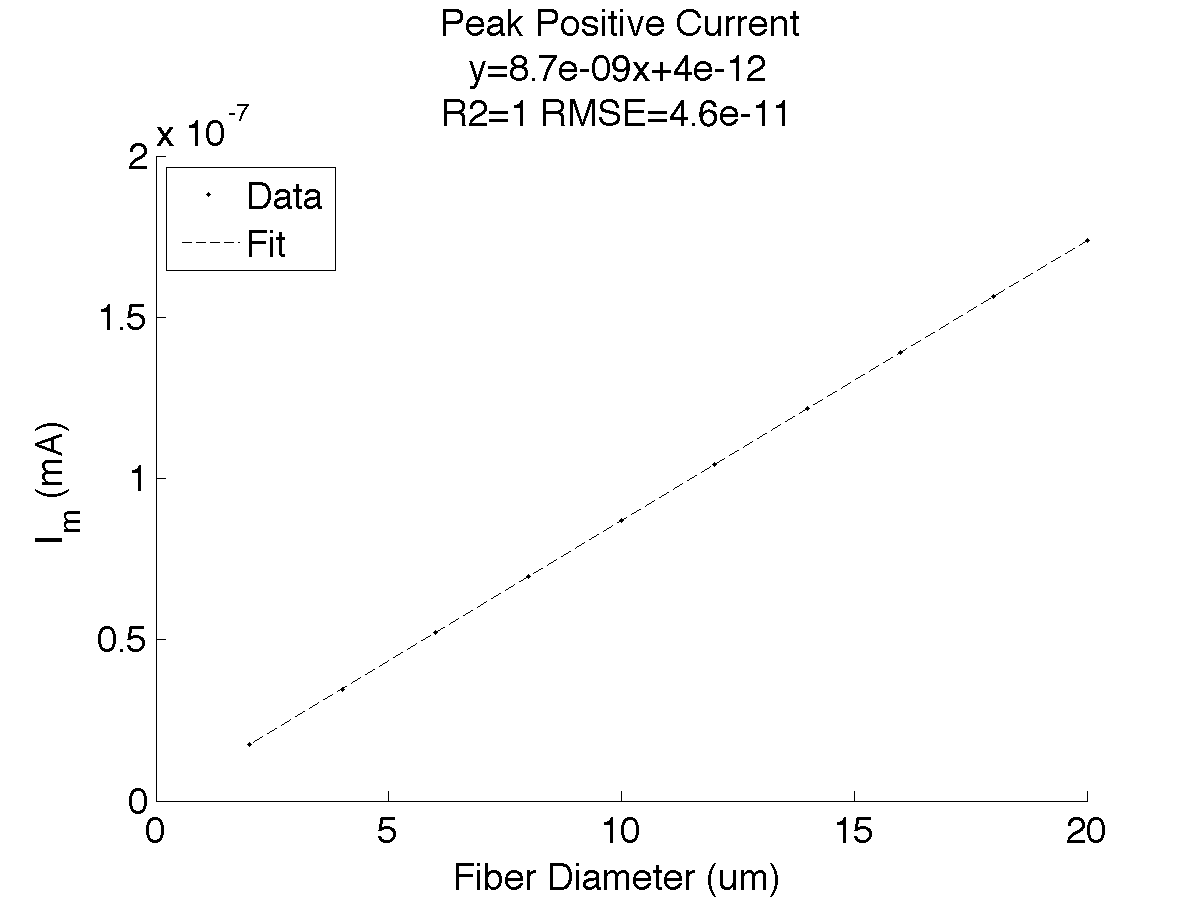 Peak Positive Current
y=8.7e-09x+4e-12
R2=1 RMSE=4.6e-11
x 10-7
2
1.5
1
0.5
0
Data
Fit
Im (mA)
0 5 10 15 20
Fiber Diameter (um)